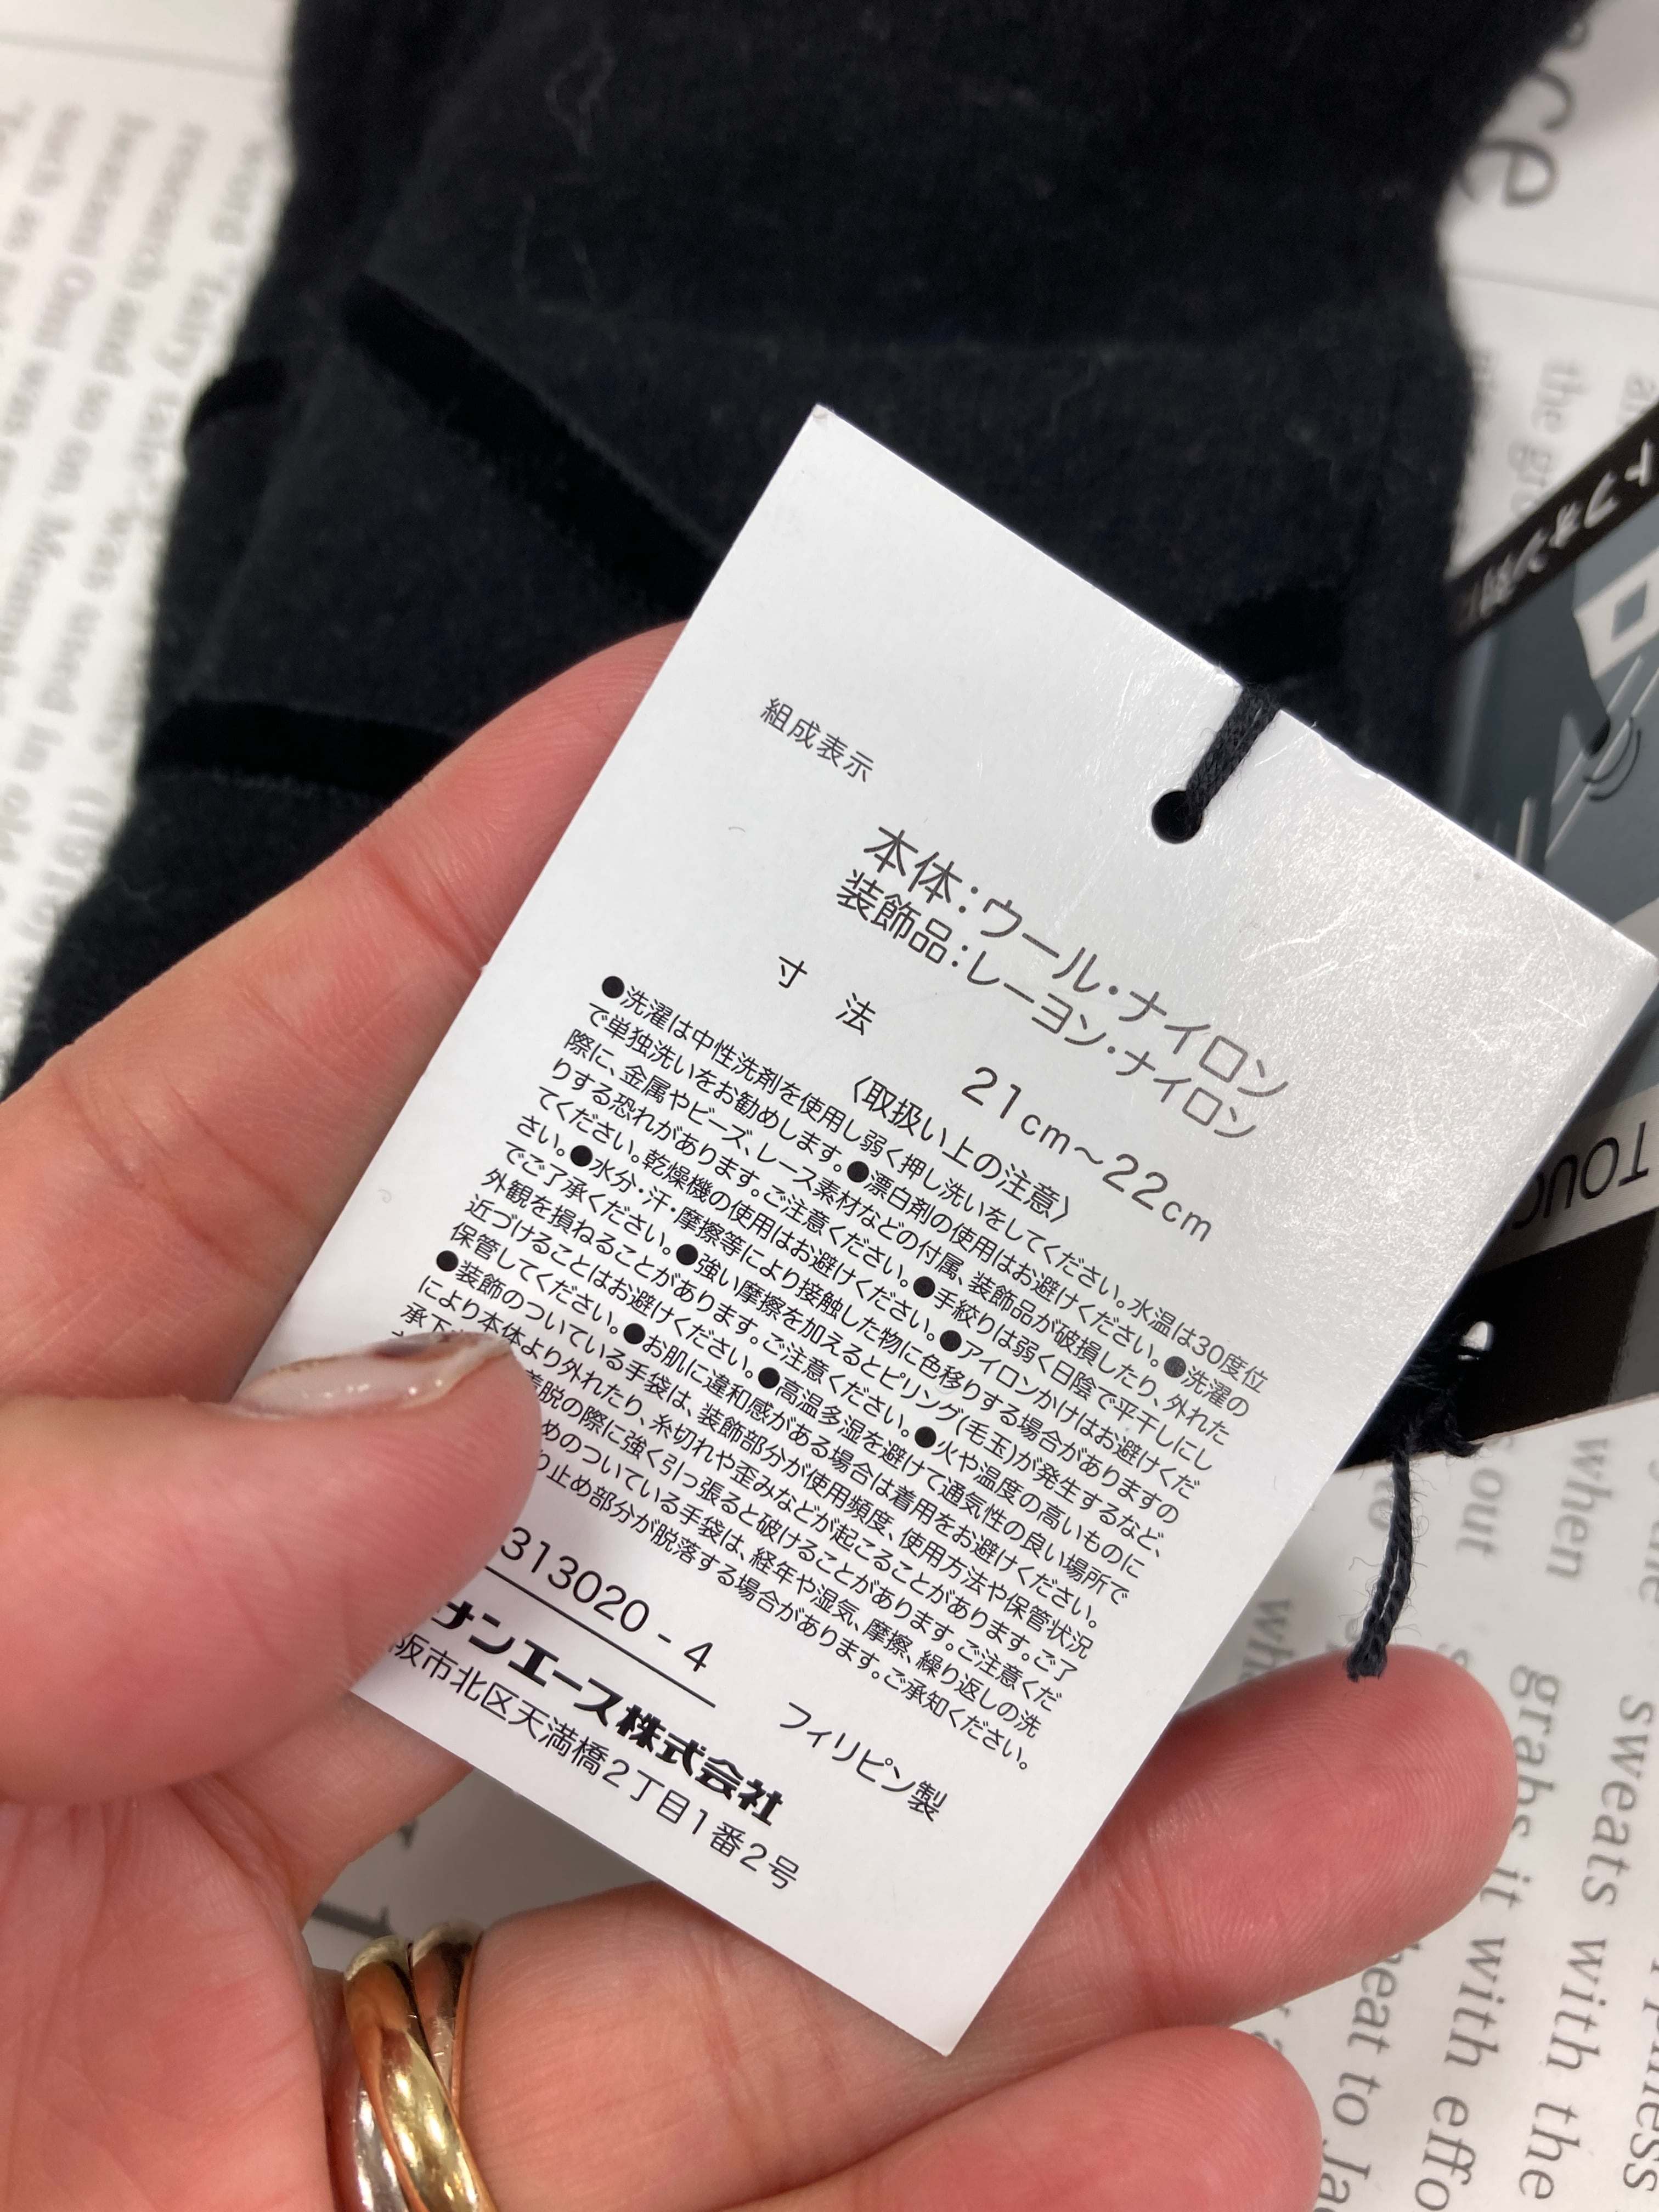 組成表示
本体:ウール・ナイロン
装飾品:レーヨン・ナイロン
寸 法 21cm～22cm
〈取扱い上の注意〉
●洗濯は中性洗剤を使用し弱く押し洗いをしてください。水温は30度位
で単独洗いをお勧めします。●漂白剤の使用はお避けください。●洗濯の
際に、金属やビーズ、レース素材などの付属、装飾品が破損したり、外れた
りする恐れがあります。ご注意ください。●手絞りは弱く日陰で平干しにし
てください。乾燥機の使用はお避けください。●アイロンかけはお避けくだ
さい。●水分・汗・摩擦等により接触した物に色移りする場合がありますの
でご了承ください。●強い摩擦を加えるとピリング(毛玉)が発生するなど、
外観を損ねることがあります。ご注意ください。●火や温度の高いものに
近づけることはお避けください。●高温多湿を避けて通気性の良い場所で
保管してください。●お肌に違和感がある場合は着用をお避けください。
●装飾のついている手袋は、装飾部分が使用頻度、使用方法や保管状況
により本体より外れたり、糸切れや歪みなどが起こることがあります。ご了
承下 着脱の際に強く引っ張ると破けることがあります。ご注意くだ
めのついている手袋は、経年や湿気、摩擦、繰り返しの洗
り止め部分が脱落する場合があります。ご承知ください。
313020-4 フィリピン製
ナンエース株式会社
阪市北区天満橋2丁目1番2号
TOUC
when
out
sweats with the
grabs it with effo
heat to